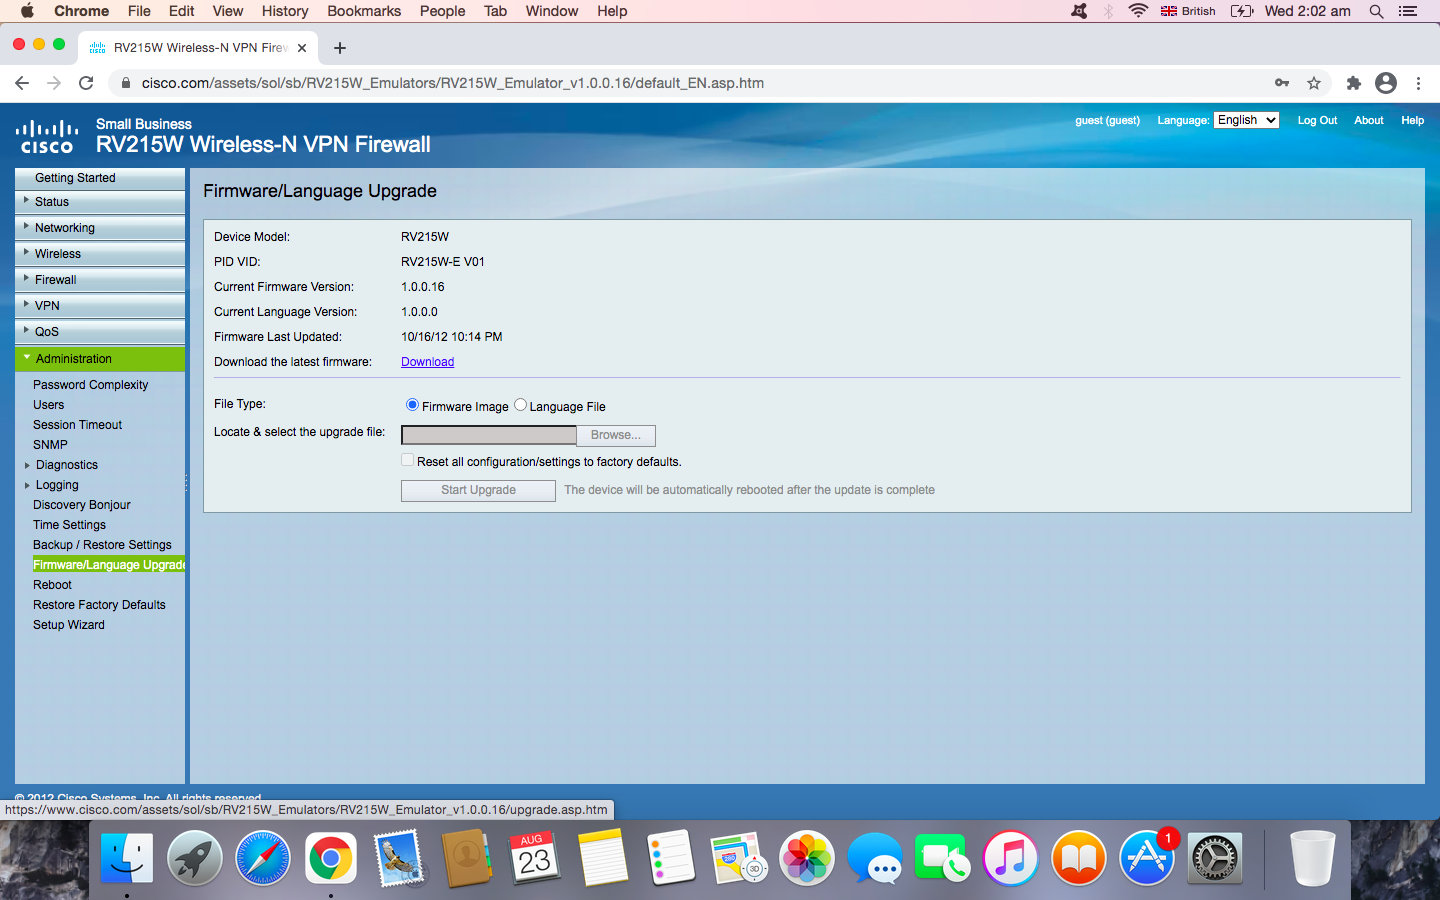 Chrome File Edit View History Bookmarks People Tab Window Help British Wed 2:02 am
RV215W Wireless-N VPN Firew
cisco.com/assets/sol/sb/RV215W_Emulators/RV215W_Emulator_v1.0.0.16/default_EN.asp.htm
cisco Small Business
RV215W Wireless-N VPN Firewall
guest (guest) Language: English Log Out About Help
Getting Started
Status
Networking
Wireless
Firewall
VPN
QoS
Administration
Password Complexity
Users
Session Timeout
SNMP
Diagnostics
Logging
Discovery Bonjour
Time Settings
Backup / Restore Settings
Firmware/Language Upgrade
Reboot
Restore Factory Defaults
Setup Wizard
Firmware/Language Upgrade
Device Model: RV215W
PID VID: RV215W-E V01
Current Firmware Version: 1.0.0.16
Current Language Version: 1.0.0.0
Firmware Last Updated: 10/16/12 10:14 PM
Download the latest firmware: Download
File Type: Firmware Image Language File
Locate & select the upgrade file: Browse...
Reset all configuration/settings to factory defaults.
Start Upgrade The device will be automatically rebooted after the update is complete
© 2012 Cisco Systems, Inc. All rights reserved.
https://www.cisco.com/assets/sol/sb/RV215W_Emulators/RV215W_Emulator_v1.0.0.16/upgrade.asp.htm
AUG
23
280
3D
1